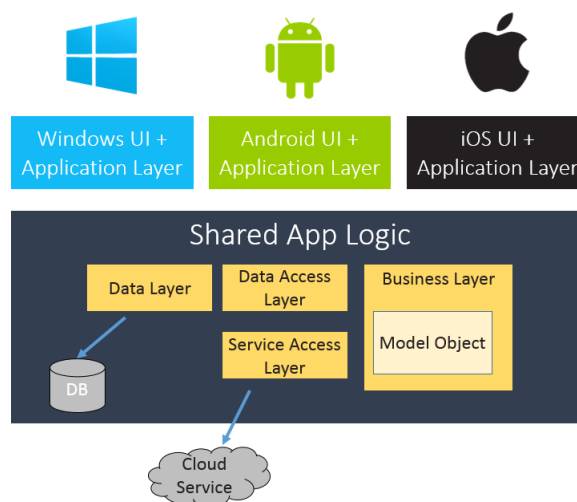 Windows UI +
Application Layer
Android UI +
Application Layer
iOS UI +
Application Layer
Shared App Logic
Data Layer
Data Access
Layer
Business Layer
Service Access
Layer
Model Object
DB
Cloud
Service